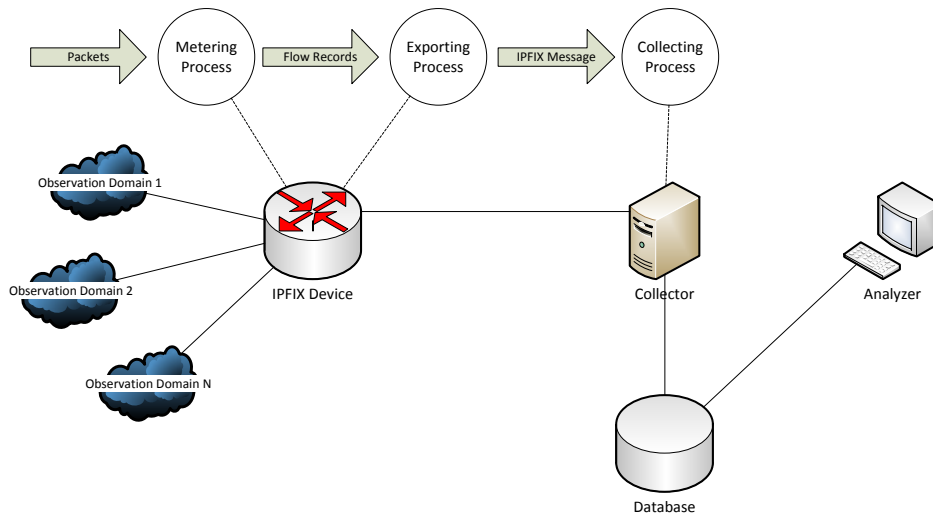 Packets
Metering
Process
Flow Records
Exporting
Process
IPFIX Message
Collecting
Process
Observation Domain 1
Observation Domain 2
Observation Domain N
IPFIX Device
Collector
Analyzer
Database